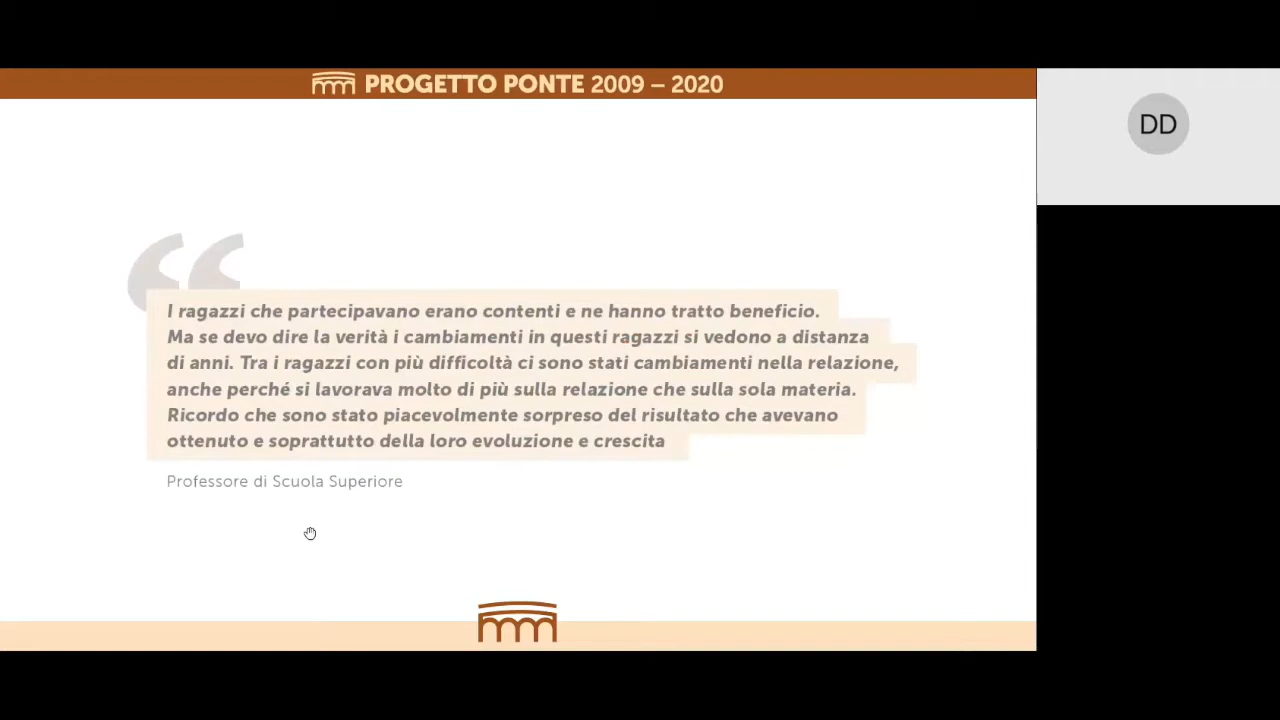 PROGETTO PONTE 2009 – 2020
DD
I ragazzi che partecipavano erano contenti e ne hanno tratto beneficio.
Ma se devo dire la verità i cambiamenti in questi ragazzi si vedono a distanza
di anni. Tra i ragazzi con più difficoltà ci sono stati cambiamenti nella relazione,
anche perché si lavorava molto di più sulla relazione che sulla sola materia.
Ricordo che sono stato piacevolmente sorpreso del risultato che avevano
ottenuto e soprattutto della loro evoluzione e crescita
Professore di Scuola Superiore